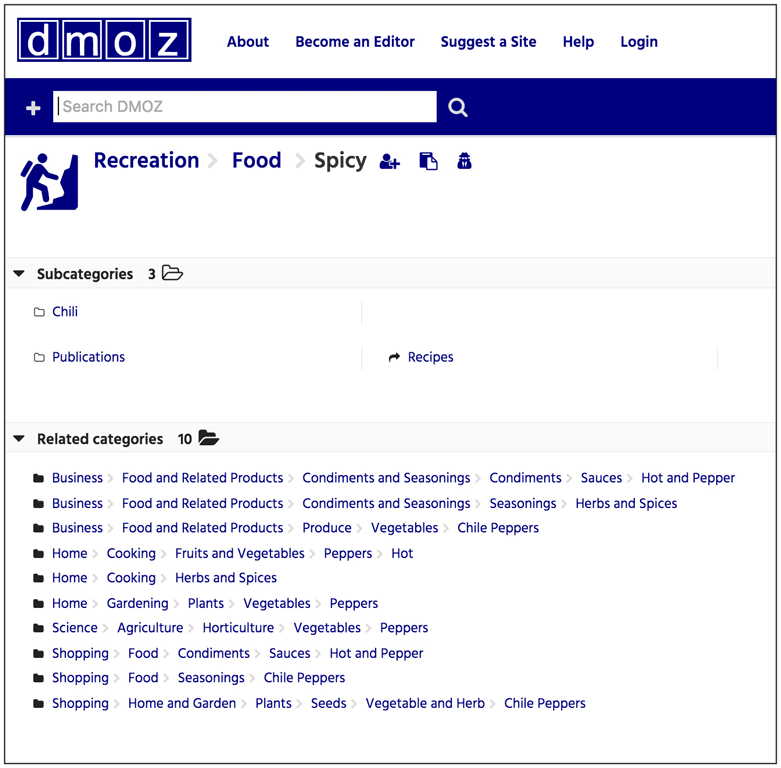 dmoz About Become an Editor Suggest a Site Help Login
Search DMOZ
Recreation Food Spicy
Subcategories 3
Chili
Publications Recipes
Related categories 10
Business Food and Related Products Condiments and Seasonings Condiments Sauces Hot and Pepper
Business Food and Related Products Condiments and Seasonings Seasonings Herbs and Spices
Business Food and Related Products Produce Vegetables Chile Peppers
Home Cooking Fruits and Vegetables Peppers Hot
Home Cooking Herbs and Spices
Home Gardening Plants Vegetables Peppers
Science Agriculture Horticulture Vegetables Peppers
Shopping Food Condiments Sauces Hot and Pepper
Shopping Food Seasonings Chile Peppers
Shopping Home and Garden Plants Seeds Vegetable and Herb Chile Peppers